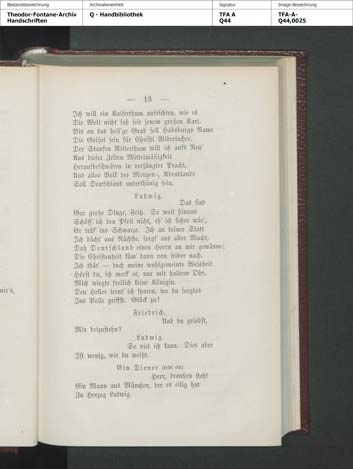 Bestandsbezeichnung
Theodor-Fontane-Archiv
Handschriften
Archivalieneinheit
Q - Handbibliothek
Signatur
TFA A
Q44
Image-Bezeichnung
TFA-A-
Q44,0025
— 13 —
Ich will ein Kaiserthum aufrichten, wie es
Die Welt nicht sah seit jenem großen Karl.
Bis an das heil'ge Grab soll Habsburgs Name
Die Geißel sein für Christi Widersacher.
Der Staufen Ritterthum will ich aufs Neu'
Aus dieser Zeiten Mittelmäßigkeit
Heraufbeschwören in verjüngter Pracht,
Und alles Volk des Morgen-, Abendlands
Soll Deutschland unterthänig sein.
Ludwig.
Das sind
Gar große Dinge, Fritz. So weit hinaus
Schöff' ich den Pfeil nicht, eh' ich sicher wär',
Er träf' ins Schwarze. Ich an deiner Statt
Ich dächt' ans Nächste, sorgt' aus aller Macht,
Daß Deutschland einen Herrn an mir gewänne;
Die Christenheit käm' dann von selber nach.
Ich thät' — doch meine wohlgemeinte Weisheit
Hörst du, ich merk' es, nur mit halbem Ohr.
Mich wiegte freilich keine Königin.
Den Heller lernt' ich sparen, wo du sorglos
Ins Volle griffst. Glück zu!
Friedrich.
Und du gelobst,
Mir beizustehn?
Ludwig.
So viel ich kann. Dies aber
Ist wenig, wie du weißt.
Ein Diener (tritt ein).
Herr, draußen steht
Ein Mann aus München, der es eilig hat
Zu Herzog Ludwig.
mir's,